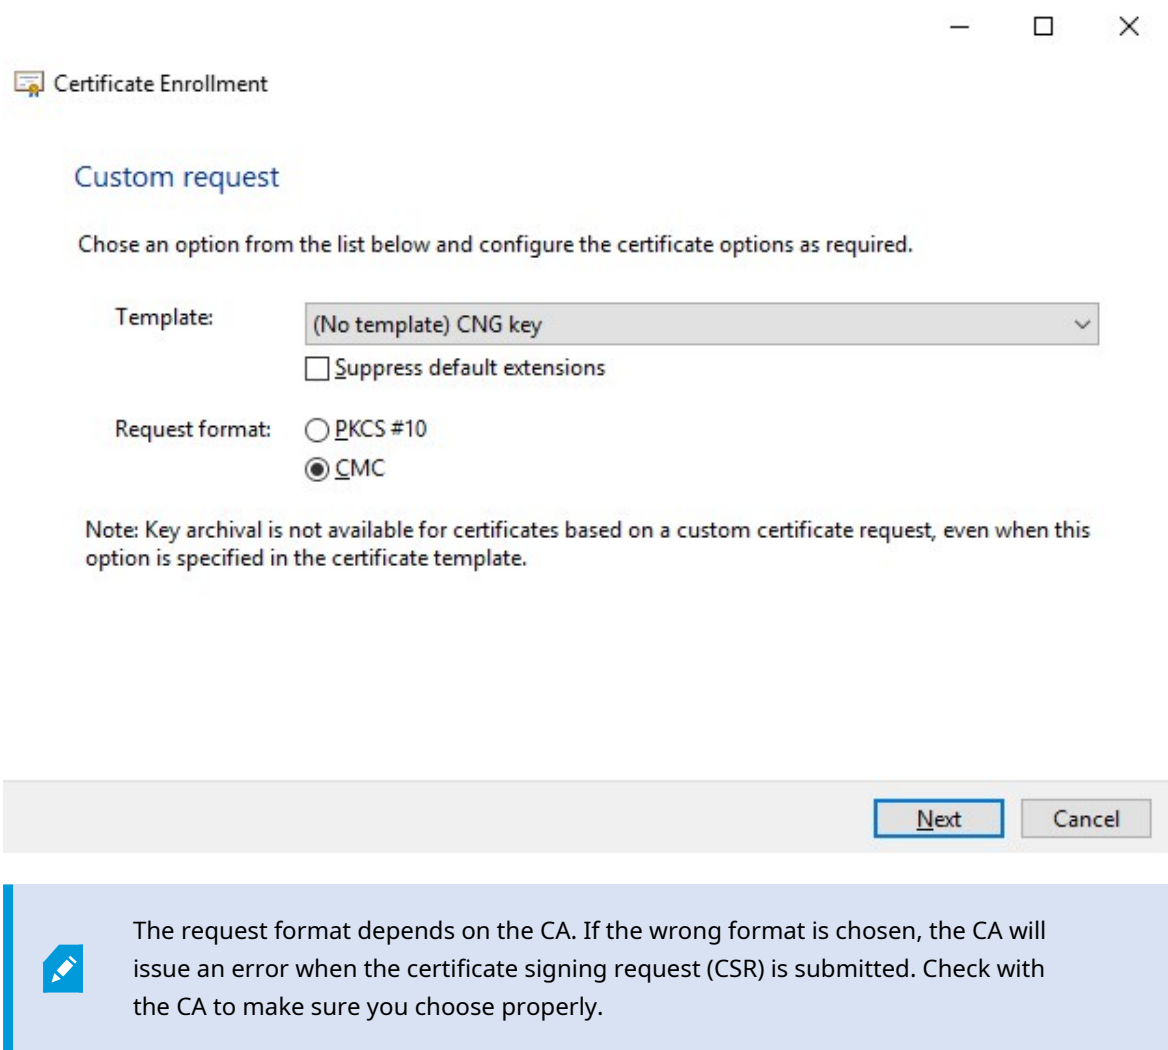 Certificate Enrollment
Custom request
Chose an option from the list below and configure the certificate options as required.
Template:
(No template) CNG key
Suppress default extensions
Request format:
PKCS #10
CMC
Note: Key archival is not available for certificates based on a custom certificate request, even when this
option is specified in the certificate template.
Next
Cancel
The request format depends on the CA. If the wrong format is chosen, the CA will
issue an error when the certificate signing request (CSR) is submitted. Check with
the CA to make sure you choose properly.